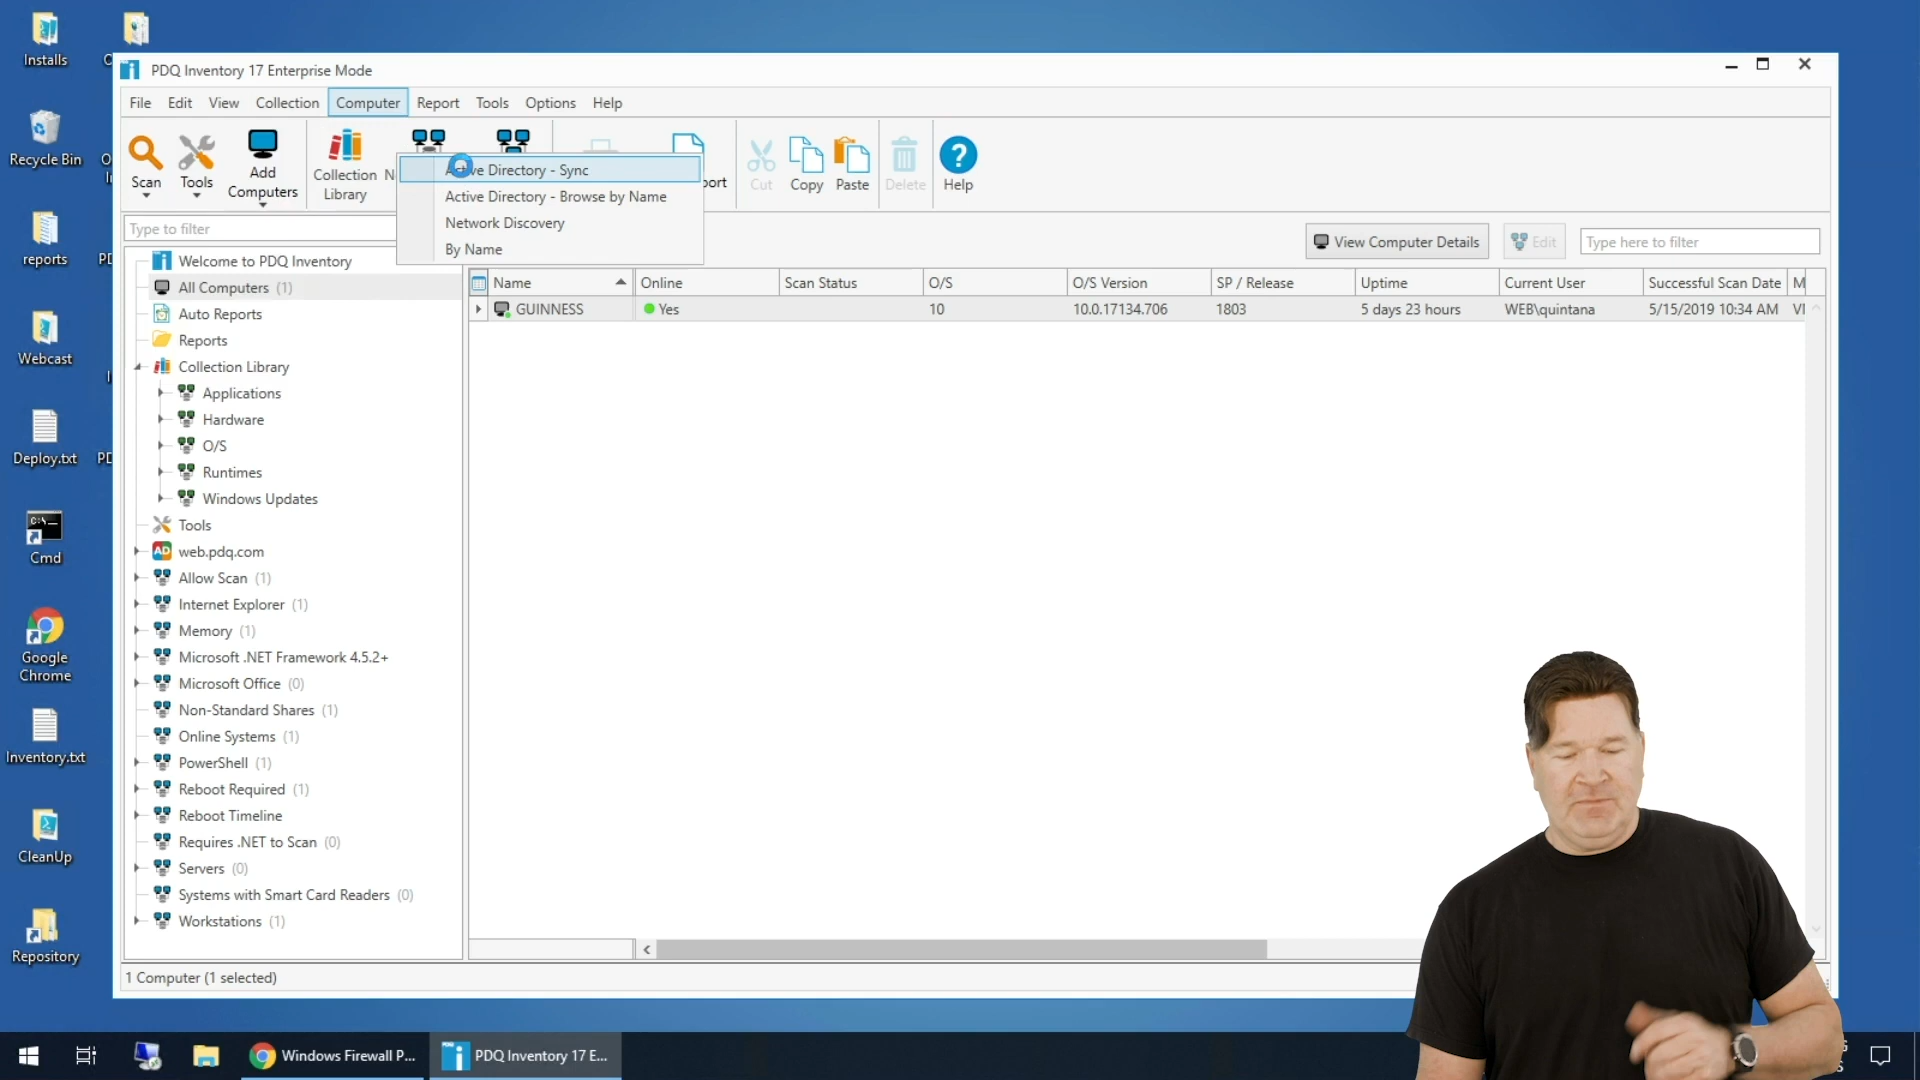 Installs
Recycle Bin
reports
Webcast
Deploy.txt
Cmd
Google
Chrome
Inventory.txt
CleanUp
Repository
PDQ Inventory 17 Enterprise Mode
File Edit View Collection Computer Report Tools Options Help
Scan
Tools
Add
Computers
Collection
Library
Cut
Copy
Paste
Delete
Help
Active Directory - Sync
Active Directory - Browse by Name
Network Discovery
By Name
Type to filter
View Computer Details
Edit
Type here to filter
Welcome to PDQ Inventory
All Computers (1)
Auto Reports
Reports
Collection Library
Applications
Hardware
O/S
Runtimes
Windows Updates
Tools
AD web.pdq.com
Allow Scan (1)
Internet Explorer (1)
Memory (1)
Microsoft .NET Framework 4.5.2+
Microsoft Office (0)
Non-Standard Shares (1)
Online Systems (1)
PowerShell (1)
Reboot Required (1)
Reboot Timeline
Requires .NET to Scan (0)
Servers (0)
Systems with Smart Card Readers (0)
Workstations (1)
Name Online Scan Status O/S O/S Version SP / Release Uptime Current User Successful Scan Date M
GUINNESS Yes 10 10.0.17134.706 1803 5 days 23 hours WEB\quintana 5/15/2019 10:34 AM VI
1 Computer (1 selected)
Windows Firewall P...
PDQ Inventory 17 E...